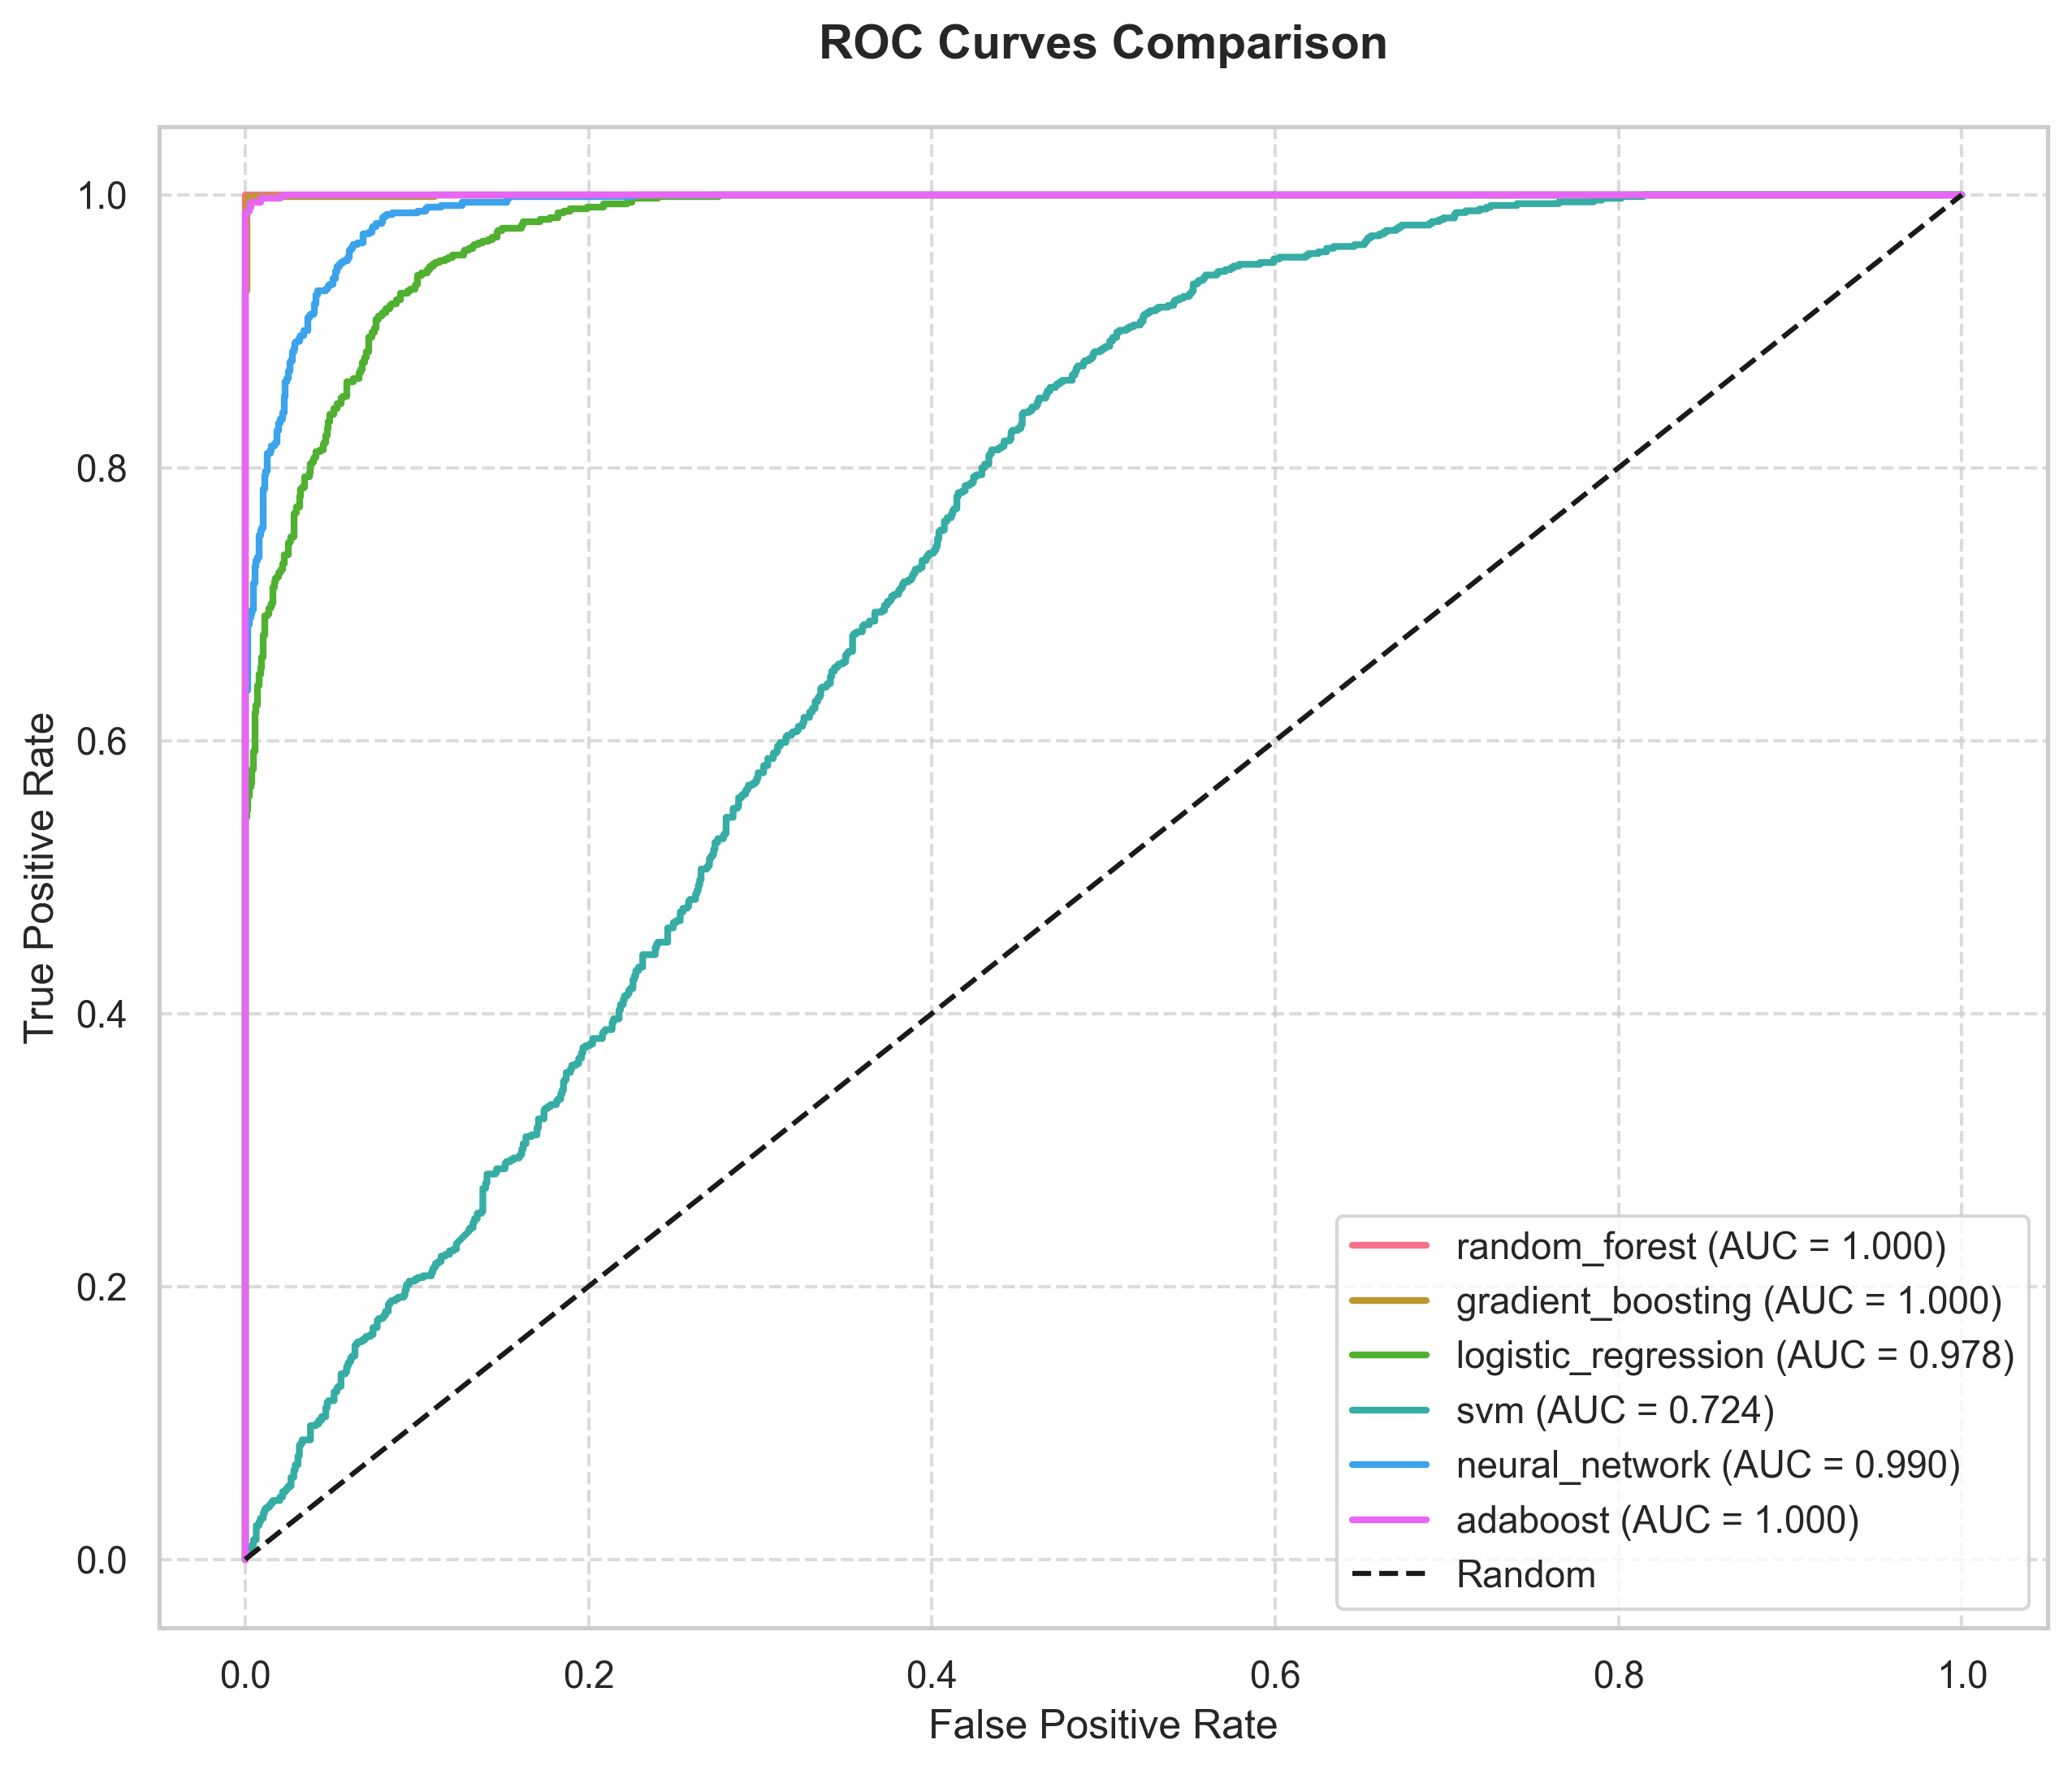 ROC Curves Comparison
True Positive Rate
1.0
0.8
0.6
0.4
0.2
0.0
random_forest (AUC = 1.000)
gradient_boosting (AUC = 1.000)
logistic_regression (AUC = 0.978)
svm (AUC = 0.724)
neural_network (AUC = 0.990)
adaboost (AUC = 1.000)
Random
0.0 0.2 0.4 0.6 0.8 1.0
False Positive Rate